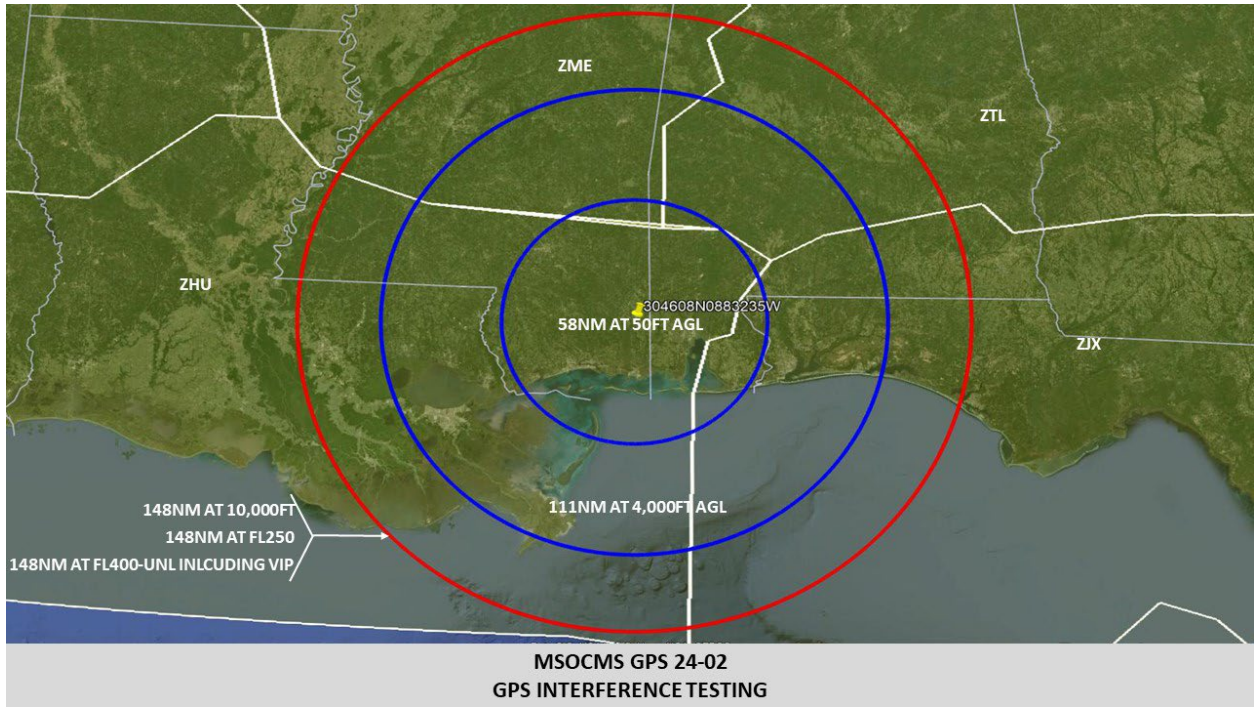 ZME
ZTL
ZHU
304608N0883235W
58NM AT 50FT AGL
ZJX
111NM AT 4,000FT AGL
148NM AT 10,000FT
148NM AT FL250
148NM AT FL400-UNL INLCUDING VIP
MSOCMS GPS 24-02
GPS INTERFERENCE TESTING